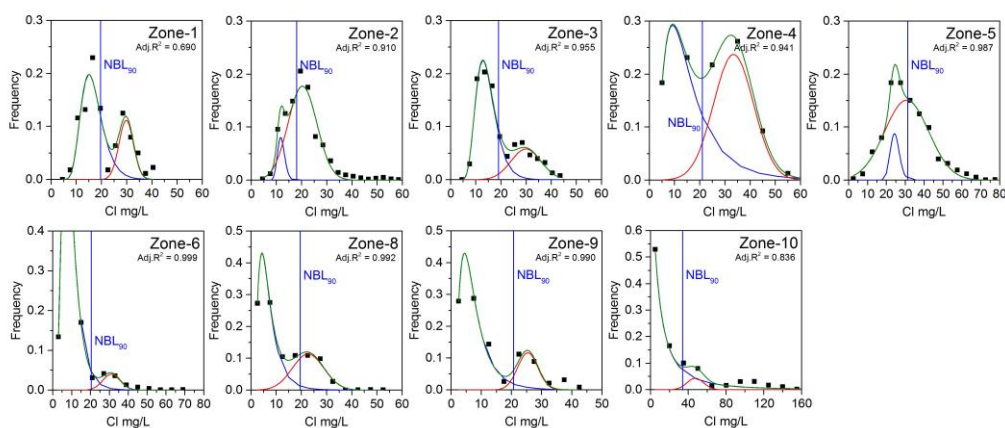 Zone-1
Adj.R² = 0.690
NBL₉₀
Frequency
0.3
0.2
0.1
0.0
0 10 20 30 40 50 60
Cl mg/L
Zone-2
Adj.R² = 0.910
NBL₉₀
Frequency
0.3
0.2
0.1
0.0
0 10 20 30 40 50 60
Cl mg/L
Zone-3
Adj.R² = 0.955
NBL₉₀
Frequency
0.3
0.2
0.1
0.0
0 10 20 30 40 50 60
Cl mg/L
Zone-4
Adj.R² = 0.941
NBL₉₀
Frequency
0.3
0.2
0.1
0.0
0 10 20 30 40 50 60
Cl mg/L
Zone-5
Adj.R² = 0.987
NBL₉₀
Frequency
0.3
0.2
0.1
0.0
0 10 20 30 40 50 60 70 80
Cl mg/L
Zone-6
Adj.R² = 0.999
NBL₉₀
Frequency
0.4
0.3
0.2
0.1
0.0
0 10 20 30 40 50 60 70 80
Cl mg/L
Zone-8
Adj.R² = 0.992
NBL₉₀
Frequency
0.5
0.4
0.3
0.2
0.1
0.0
0 10 20 30 40 50 60
Cl mg/L
Zone-9
Adj.R² = 0.990
NBL₉₀
Frequency
0.5
0.4
0.3
0.2
0.1
0.0
0 10 20 30 40 50 60
Cl mg/L
Zone-10
Adj.R² = 0.836
NBL₉₀
Frequency
0.6
0.5
0.4
0.3
0.2
0.1
0.0
0 40 80 120 160
Cl mg/L